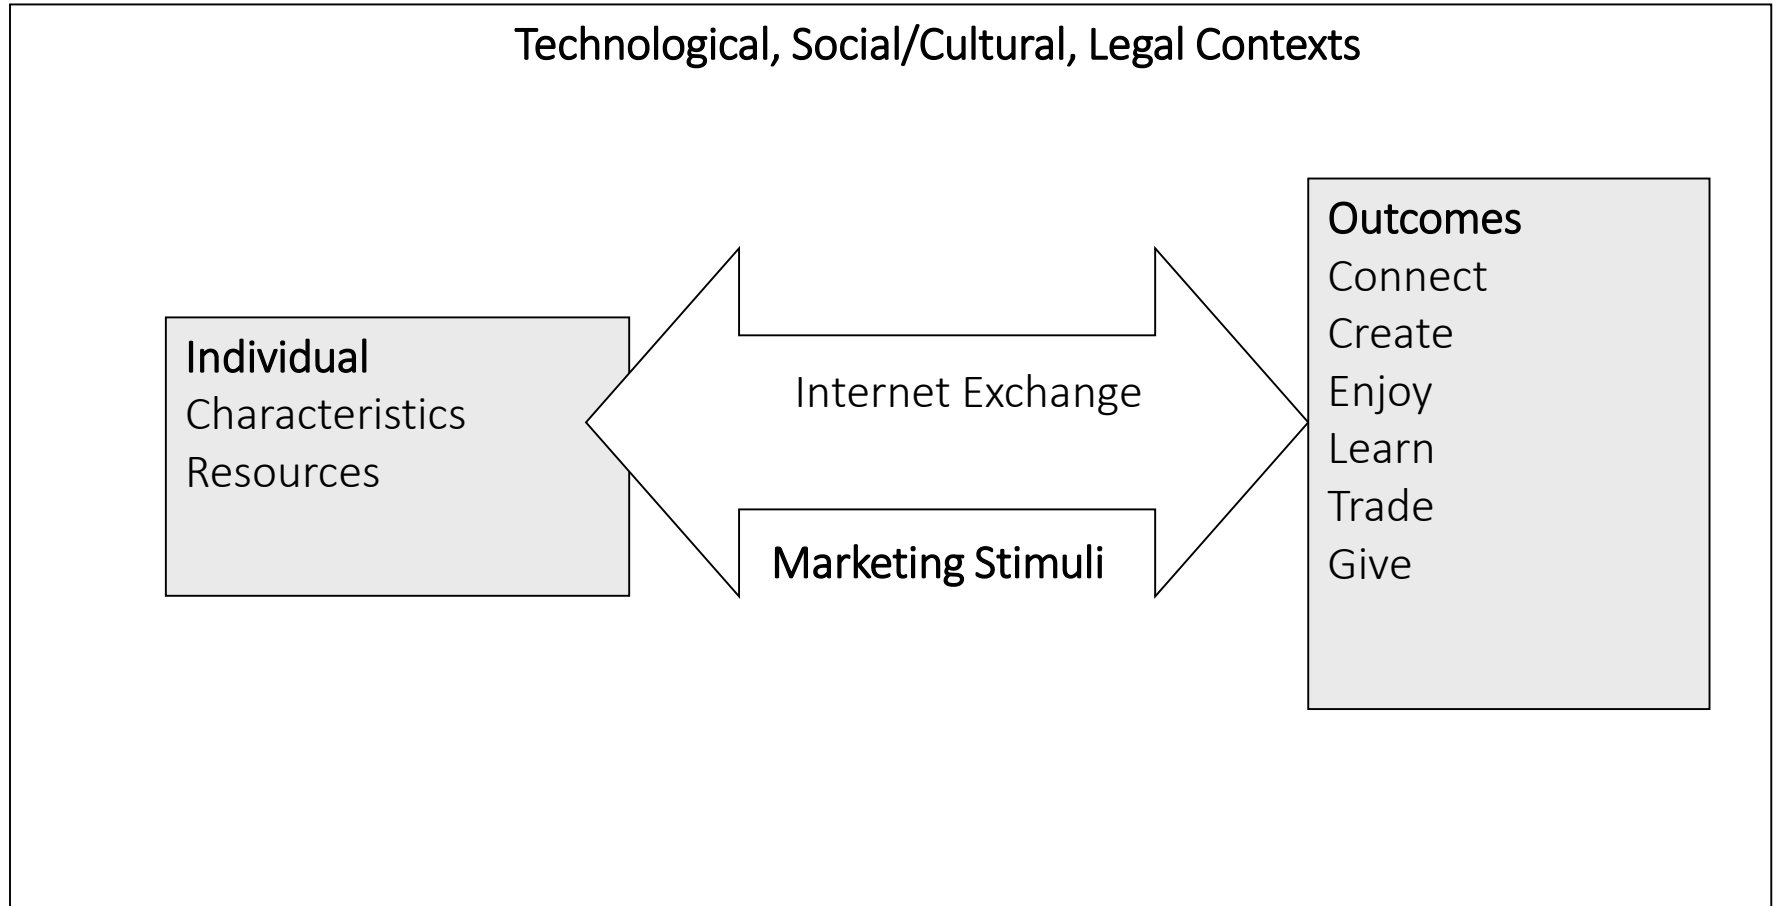 Technological, Social/Cultural, Legal Contexts
Individual
Characteristics
Resources
Internet Exchange
Marketing Stimuli
Outcomes
Connect
Create
Enjoy
Learn
Trade
Give